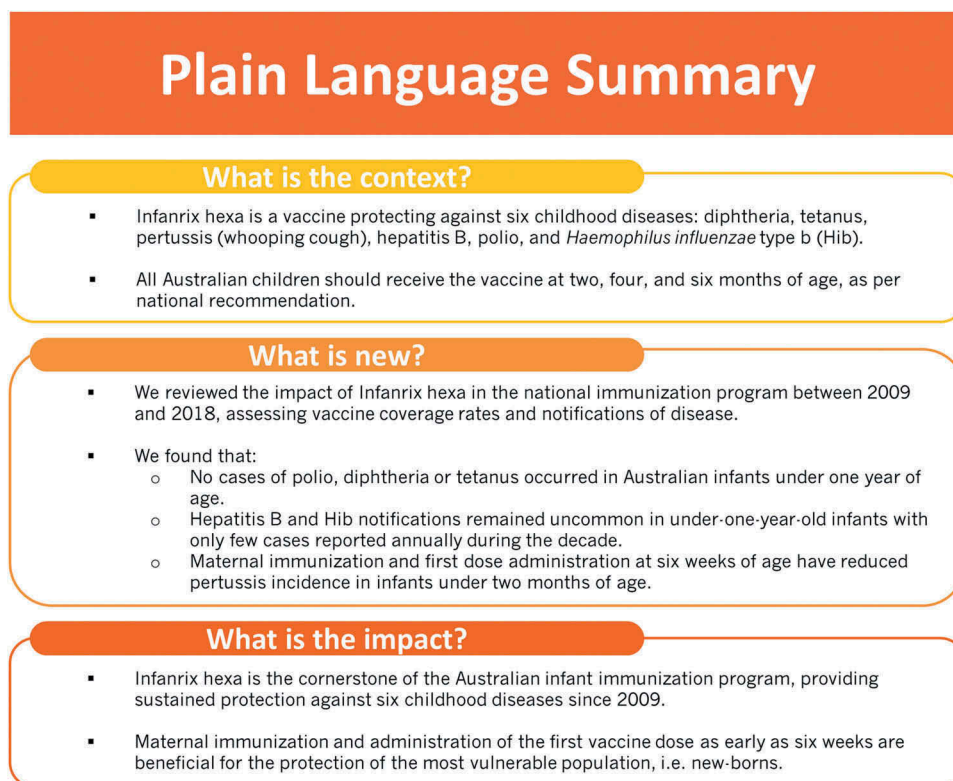 Plain Language Summary
What is the context?
▪ Infanrix hexa is a vaccine protecting against six childhood diseases: diphtheria, tetanus,
pertussis (whooping cough), hepatitis B, polio, and Haemophilus influenzae type b (Hib).
▪ All Australian children should receive the vaccine at two, four, and six months of age, as per
national recommendation.
What is new?
▪ We reviewed the impact of Infanrix hexa in the national immunization program between 2009
and 2018, assessing vaccine coverage rates and notifications of disease.
▪ We found that:
o No cases of polio, diphtheria or tetanus occurred in Australian infants under one year of
age.
o Hepatitis B and Hib notifications remained uncommon in under-one-year-old infants with
only few cases reported annually during the decade.
o Maternal immunization and first dose administration at six weeks of age have reduced
pertussis incidence in infants under two months of age.
What is the impact?
▪ Infanrix hexa is the cornerstone of the Australian infant immunization program, providing
sustained protection against six childhood diseases since 2009.
▪ Maternal immunization and administration of the first vaccine dose as early as six weeks are
beneficial for the protection of the most vulnerable population, i.e. new-borns.